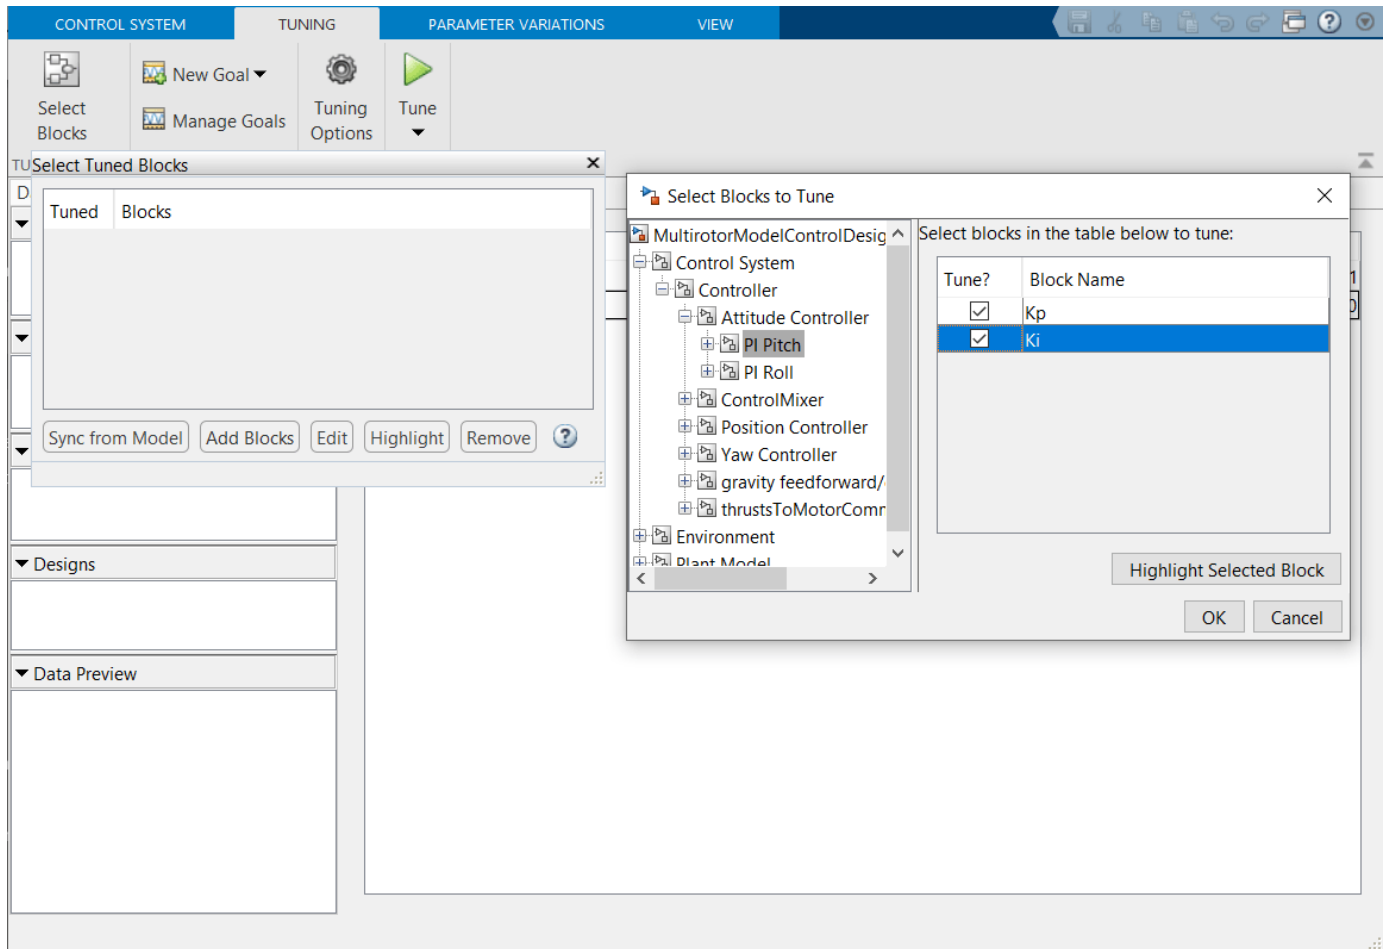 CONTROL SYSTEM TUNING PARAMETER VARIATIONS VIEW
Select Blocks
New Goal
Manage Goals
Tuning Options
Tune
TU
Select Tuned Blocks
D
Tuned Blocks
Sync from Model Add Blocks Edit Highlight Remove
Designs
Data Preview
Select Blocks to Tune
MultirotorModelControlDesig
Control System
Controller
Attitude Controller
PI Pitch
PI Roll
ControlMixer
Position Controller
Yaw Controller
gravity feedforward/
thrustsToMotorComm
Environment
Plant Model
Select blocks in the table below to tune:
Tune? Block Name
Kp
Ki
Highlight Selected Block
OK Cancel
1
0